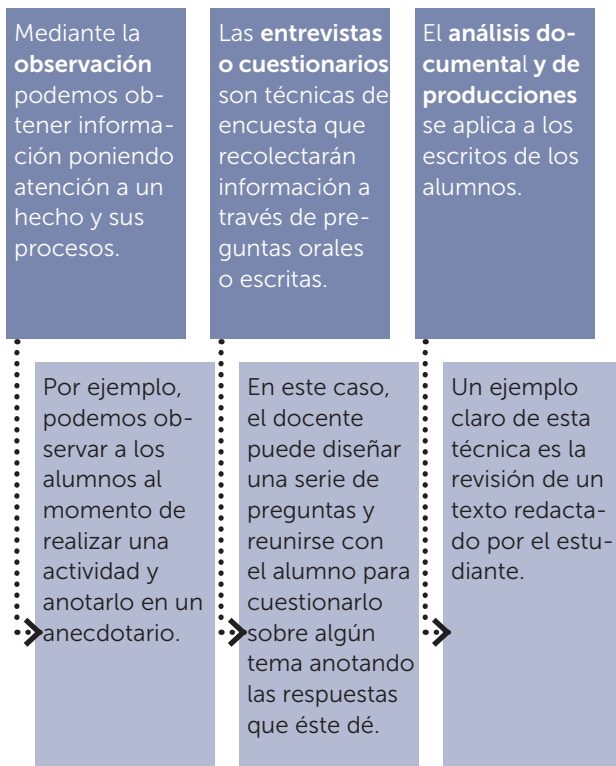 Mediante la
observación
podemos ob-
tener informa-
ción poniendo
atención a un
hecho y sus
procesos.
Por ejemplo,
podemos ob-
servar a los
alumnos al
momento de
realizar una
actividad y
anotarlo en un
anecdotario.
Las entrevistas
o cuestionarios
son técnicas de
encuesta que
recolectarán
información a
través de pre-
guntas orales
o escritas.
En este caso,
el docente
puede diseñar
una serie de
preguntas y
reunirse con
el alumno para
cuestionarlo
sobre algún
tema anotando
las respuestas
que éste dé.
El análisis do-
cumental y de
producciones
se aplica a los
escritos de los
alumnos.
Un ejemplo
claro de esta
técnica es la
revisión de un
texto redacta-
do por el estu-
diante.